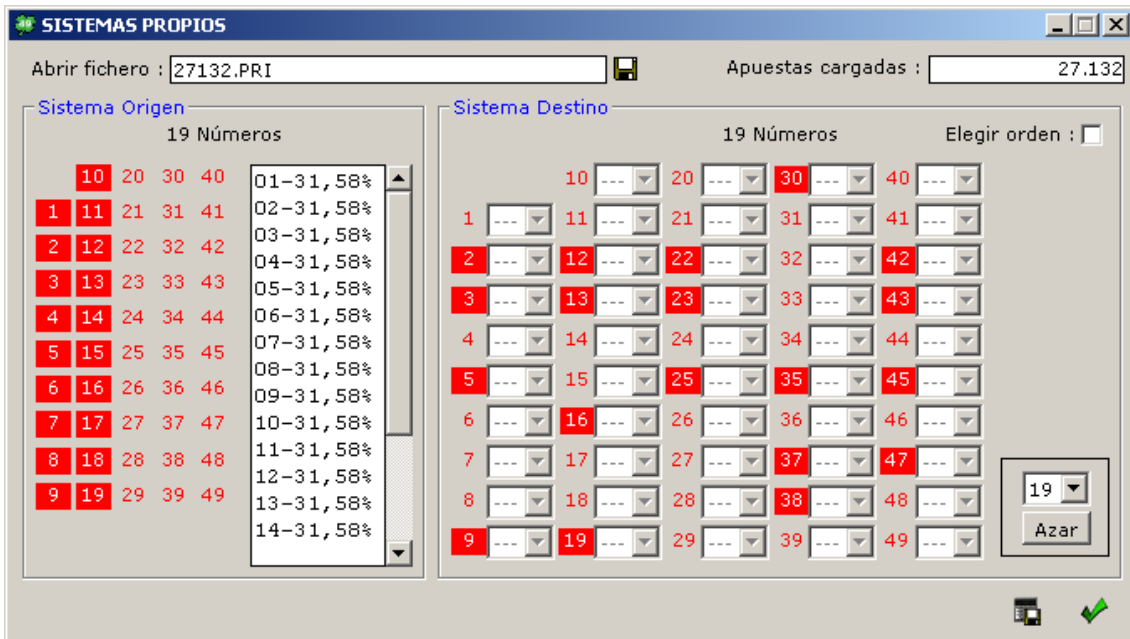 SISTEMAS PROPIOS
Abrir fichero : 27132.PRI Apuestas cargadas : 27.132
Sistema Origen
19 Números
10 20 30 40
1 11 21 31 41
2 12 22 32 42
3 13 23 33 43
4 14 24 34 44
5 15 25 35 45
6 16 26 36 46
7 17 27 37 47
8 18 28 38 48
9 19 29 39 49
01-31,58%
02-31,58%
03-31,58%
04-31,58%
05-31,58%
06-31,58%
07-31,58%
08-31,58%
09-31,58%
10-31,58%
11-31,58%
12-31,58%
13-31,58%
14-31,58%
Sistema Destino
19 Números Elegir orden :
10 --- 20 --- 30 --- 40 ---
1 --- 11 --- 21 --- 31 --- 41 ---
2 --- 12 --- 22 --- 32 --- 42 ---
3 --- 13 --- 23 --- 33 --- 43 ---
4 --- 14 --- 24 --- 34 --- 44 ---
5 --- 15 --- 25 --- 35 --- 45 ---
6 --- 16 --- 26 --- 36 --- 46 ---
7 --- 17 --- 27 --- 37 --- 47 ---
8 --- 18 --- 28 --- 38 --- 48 ---
9 --- 19 --- 29 --- 39 --- 49 ---
19
Azar